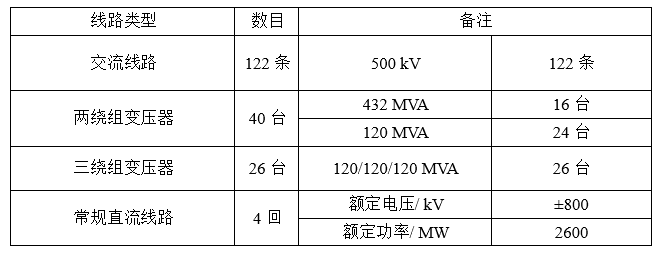 线路类型 数目 备注
交流线路 122 条 500 kV 122 条
两绕组变压器 40 台 432 MVA 16 台
120 MVA 24 台
三绕组变压器 26 台 120/120/120 MVA 26 台
常规直流线路 4 回 额定电压/ kV ±800
额定功率/ MW 2600